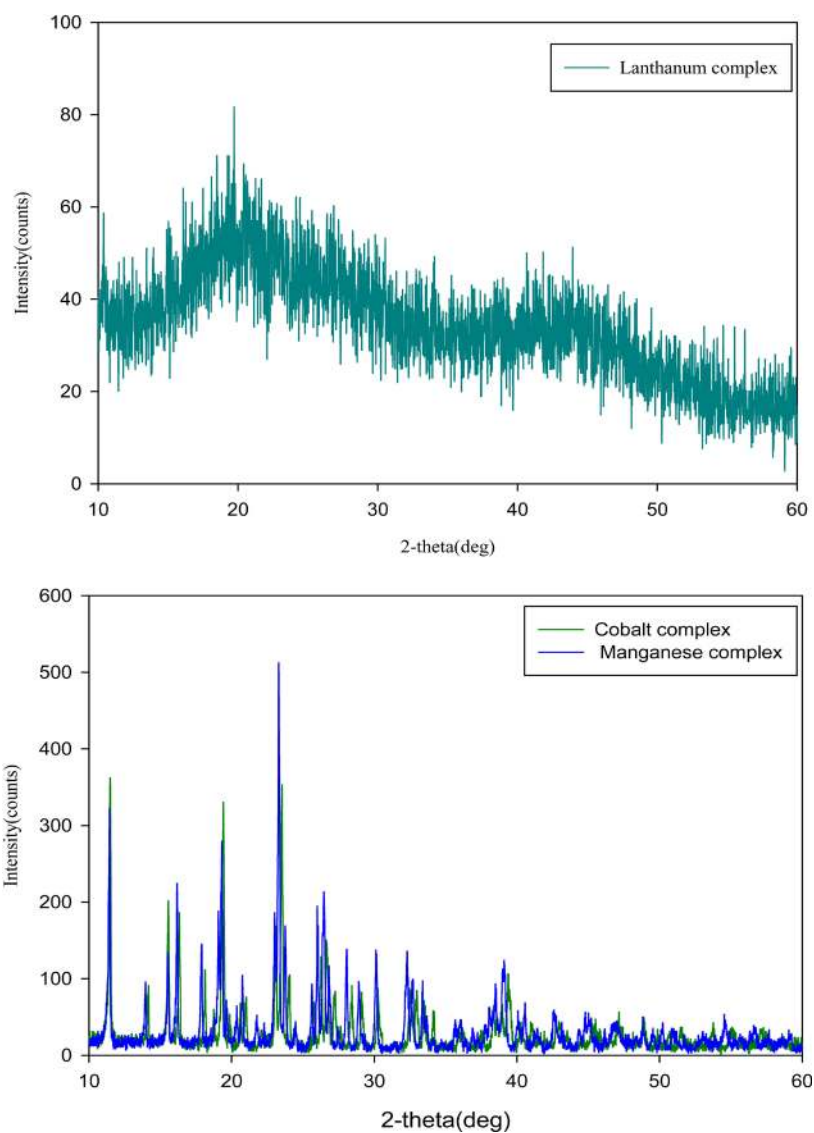 100
Lanthanum complex
80
60
Intensity(counts)
40
20
0
10 20 30 40 50 60
2-theta(deg)
600
Cobalt complex
Manganese complex
500
400
300
Intensity(counts)
200
100
0
10 20 30 40 50 60
2-theta(deg)